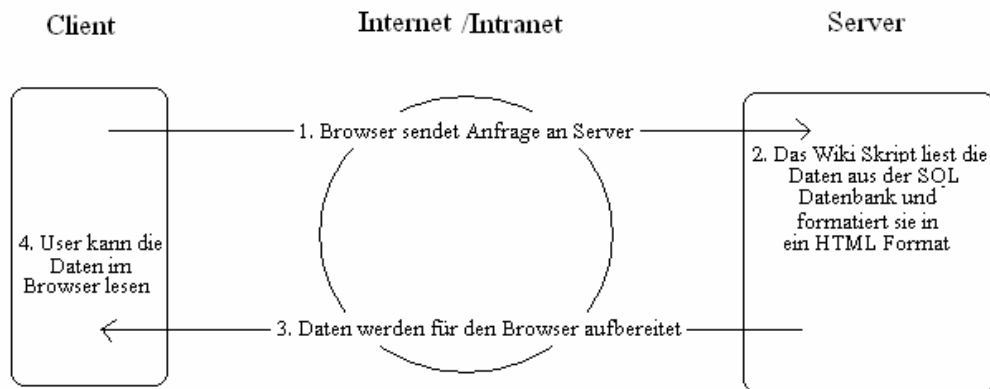 Client
Internet /Intranet
Server
1. Browser sendet Anfrage an Server
2. Das Wiki Skript liest die
Daten aus der SQL
Datenbank und
formatiert sie in
ein HTML Format
3. Daten werden für den Browser aufbereitet
4. User kann die
Daten im
Browser lesen